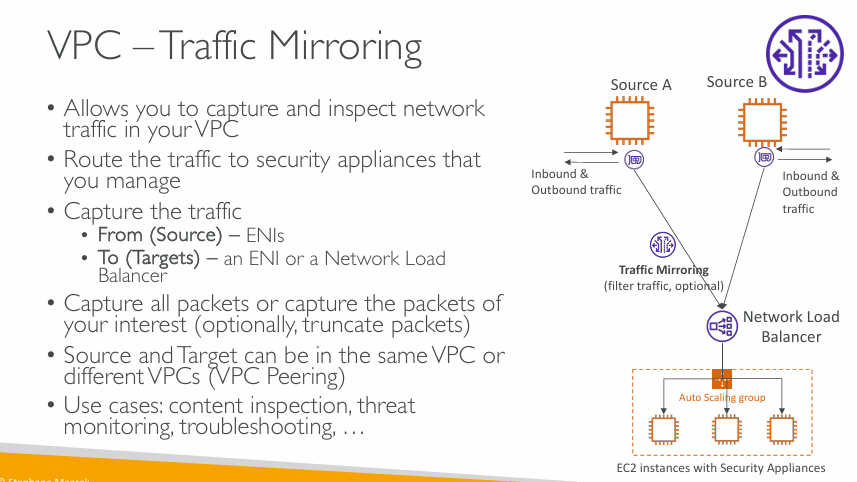 VPC – Traffic Mirroring
• Allows you to capture and inspect network
traffic in your VPC
• Route the traffic to security appliances that
you manage
• Capture the traffic
• From (Source) – ENIs
• To (Targets) – an ENI or a Network Load
Balancer
• Capture all packets or capture the packets of
your interest (optionally, truncate packets)
• Source and Target can be in the same VPC or
different VPCs (VPC Peering)
• Use cases: content inspection, threat
monitoring, troubleshooting, …
Source A
Source B
Inbound &
Outbound traffic
Inbound &
Outbound
traffic
Traffic Mirroring
(filter traffic, optional)
Network Load
Balancer
Auto Scaling group
EC2 instances with Security Appliances